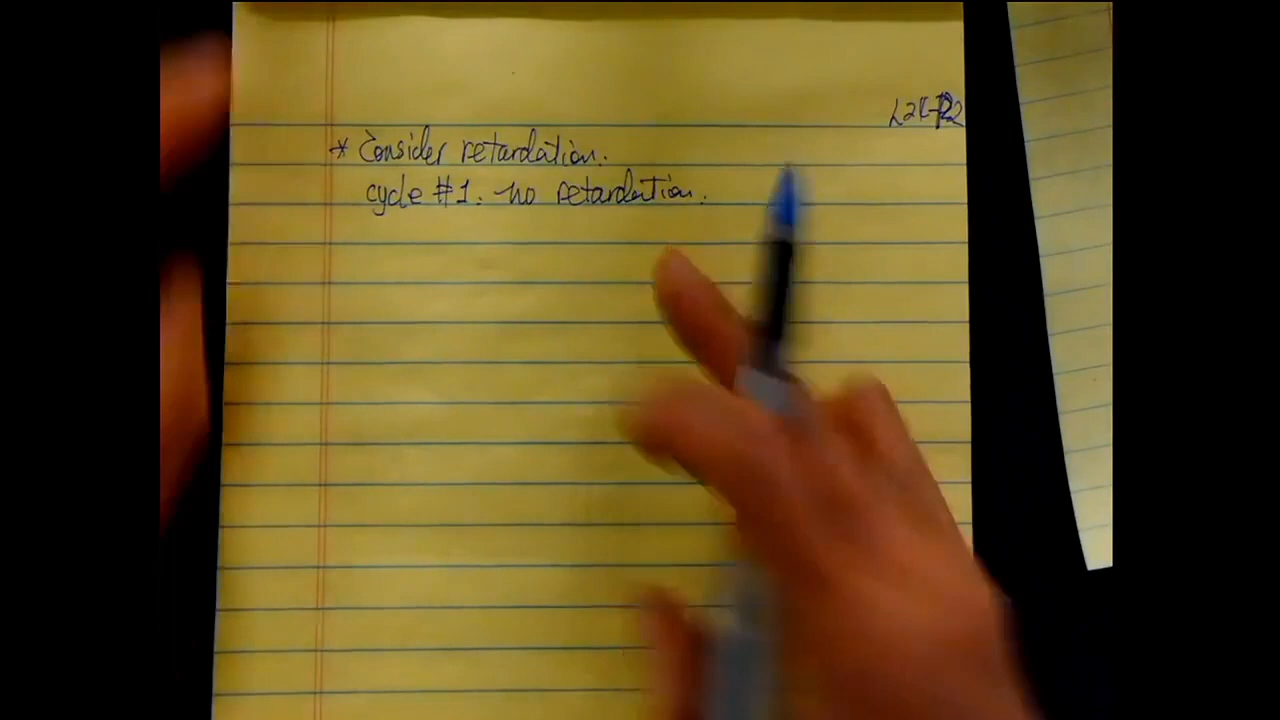 * Consider retardation.
cycle #1. no retardation.